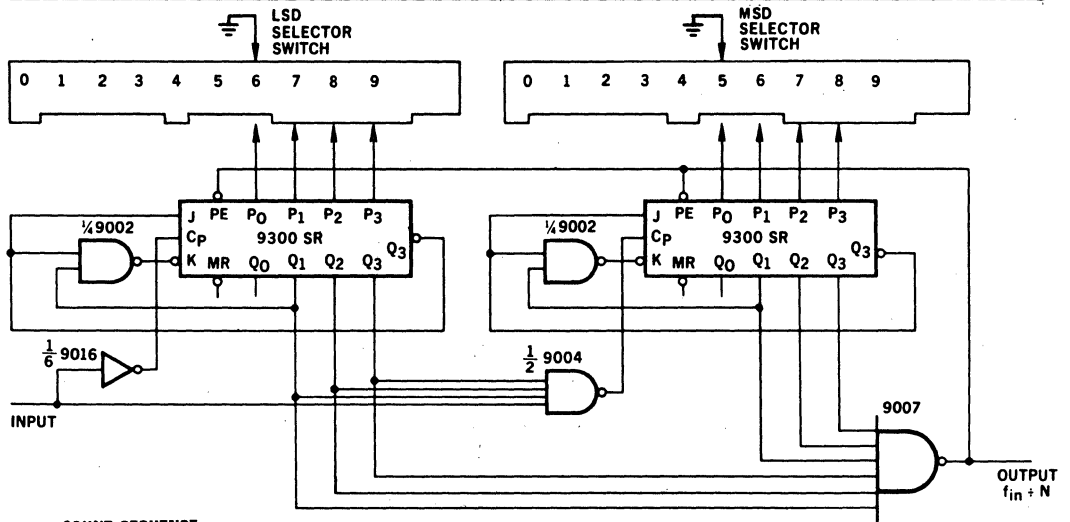 LSD
SELECTOR
SWITCH
MSD
SELECTOR
SWITCH
0 1 2 3 4 5 6 7 8 9
0 1 2 3 4 5 6 7 8 9
J PE P0 P1 P2 P3
CP 9300 SR Q3
K MR Q0 Q1 Q2 Q3
¼ 9002
J PE P0 P1 P2 P3
CP 9300 SR Q3
K MR Q0 Q1 Q2 Q3
¼ 9002
1/6 9016
1/2 9004
INPUT
9007
OUTPUT
fin ÷ N